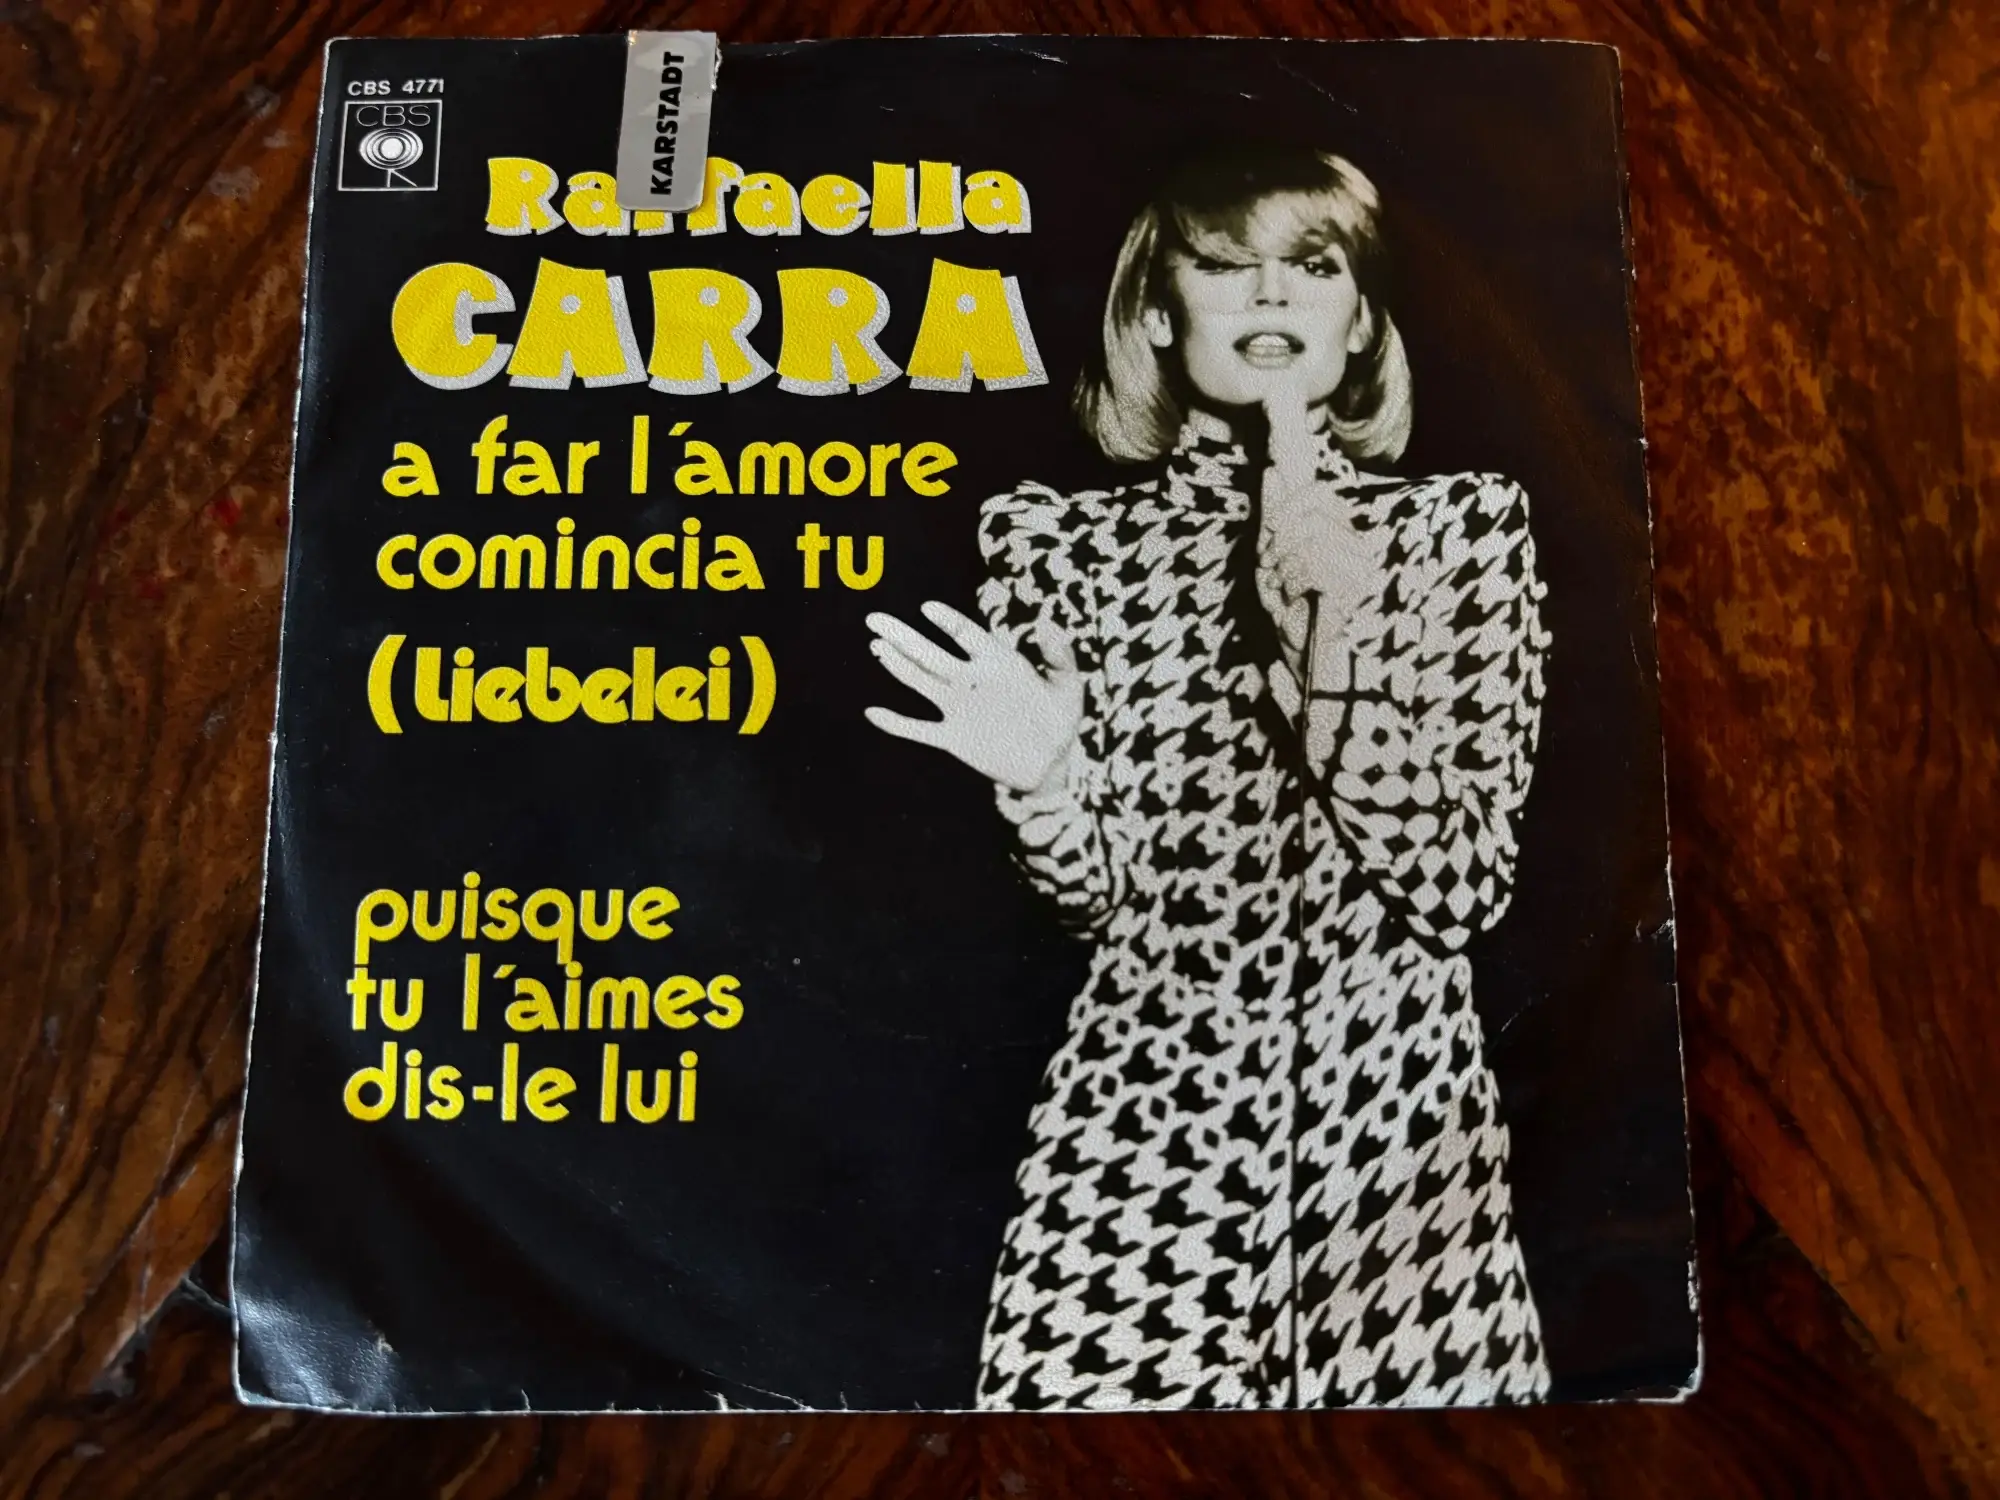 CBS 4771
CBS
KARSTADT
Raffaella
CARRA
a far l´amore
comincia tu
(Liebelei)
puisque
tu l´aimes
dis-le lui